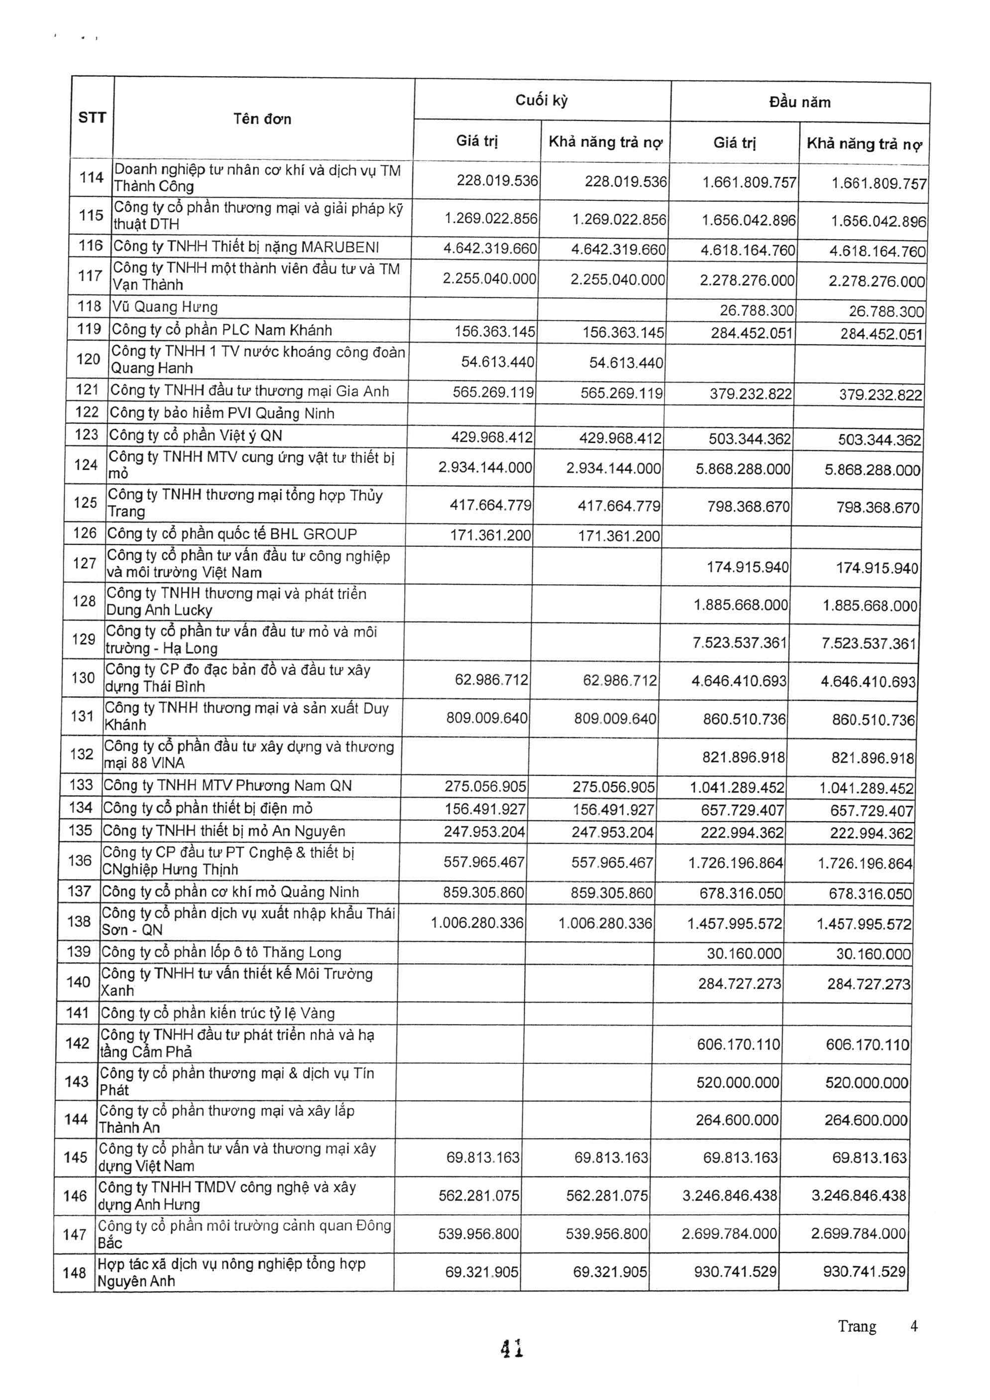 STT Tên đơn Cuối kỳ Đầu năm
Giá trị Khả năng trả nợ Giá trị Khả năng trả nợ
114 Doanh nghiệp tư nhân cơ khí và dịch vụ TM
Thành Công 228.019.536 228.019.536 1.661.809.757 1.661.809.757
115 Công ty cổ phần thương mại và giải pháp kỹ
thuật DTH 1.269.022.856 1.269.022.856 1.656.042.896 1.656.042.896
116 Công ty TNHH Thiết bị nặng MARUBENI 4.642.319.660 4.642.319.660 4.618.164.760 4.618.164.760
117 Công ty TNHH một thành viên đầu tư và TM
Vạn Thành 2.255.040.000 2.255.040.000 2.278.276.000 2.278.276.000
118 Vũ Quang Hưng 26.788.300 26.788.300
119 Công ty cổ phần PLC Nam Khánh 156.363.145 156.363.145 284.452.051 284.452.051
120 Công ty TNHH 1 TV nước khoáng công đoàn
Quang Hanh 54.613.440 54.613.440
121 Công ty TNHH đầu tư thương mại Gia Anh 565.269.119 565.269.119 379.232.822 379.232.822
122 Công ty bảo hiểm PVI Quảng Ninh
123 Công ty cổ phần Việt ý QN 429.968.412 429.968.412 503.344.362 503.344.362
124 Công ty TNHH MTV cung ứng vật tư thiết bị
mỏ 2.934.144.000 2.934.144.000 5.868.288.000 5.868.288.000
125 Công ty TNHH thương mại tổng hợp Thủy
Trang 417.664.779 417.664.779 798.368.670 798.368.670
126 Công ty cổ phần quốc tế BHL GROUP 171.361.200 171.361.200
127 Công ty cổ phần tư vấn đầu tư công nghiệp
và môi trường Việt Nam 174.915.940 174.915.940
128 Công ty TNHH thương mại và phát triển
Dung Anh Lucky 1.885.668.000 1.885.668.000
129 Công ty cổ phần tư vấn đầu tư mỏ và môi
trường - Hạ Long 7.523.537.361 7.523.537.361
130 Công ty CP đo đạc bản đồ và đầu tư xây
dựng Thái Bình 62.986.712 62.986.712 4.646.410.693 4.646.410.693
131 Công ty TNHH thương mại và sản xuất Duy
Khánh 809.009.640 809.009.640 860.510.736 860.510.736
132 Công ty cổ phần đầu tư xây dựng và thương
mại 88 VINA 821.896.918 821.896.918
133 Công ty TNHH MTV Phương Nam QN 275.056.905 275.056.905 1.041.289.452 1.041.289.452
134 Công ty cổ phần thiết bị điện mỏ 156.491.927 156.491.927 657.729.407 657.729.407
135 Công ty TNHH thiết bị mỏ An Nguyên 247.953.204 247.953.204 222.994.362 222.994.362
136 Công ty CP đầu tư PT Cnghệ & thiết bị
CNghiệp Hưng Thịnh 557.965.467 557.965.467 1.726.196.864 1.726.196.864
137 Công ty cổ phần cơ khí mỏ Quảng Ninh 859.305.860 859.305.860 678.316.050 678.316.050
138 Công ty cổ phần dịch vụ xuất nhập khẩu Thái
Sơn - QN 1.006.280.336 1.006.280.336 1.457.995.572 1.457.995.572
139 Công ty cổ phần lốp ô tô Thăng Long 30.160.000 30.160.000
140 Công ty TNHH tư vấn thiết kế Môi Trường
Xanh 284.727.273 284.727.273
141 Công ty cổ phần kiến trúc tỷ lệ Vàng
142 Công ty TNHH đầu tư phát triển nhà và hạ
tầng Cẩm Phả 606.170.110 606.170.110
143 Công ty cổ phần thương mại & dịch vụ Tín
Phát 520.000.000 520.000.000
144 Công ty cổ phần thương mại và xây lắp
Thành An 264.600.000 264.600.000
145 Công ty cổ phần tư vấn và thương mại xây
dựng Việt Nam 69.813.163 69.813.163 69.813.163 69.813.163
146 Công ty TNHH TMDV công nghệ và xây
dựng Anh Hưng 562.281.075 562.281.075 3.246.846.438 3.246.846.438
147 Công ty cổ phần môi trường cảnh quan Đông
Bắc 539.956.800 539.956.800 2.699.784.000 2.699.784.000
148 Hợp tác xã dịch vụ nông nghiệp tổng hợp
Nguyên Anh 69.321.905 69.321.905 930.741.529 930.741.529
Trang 4
41